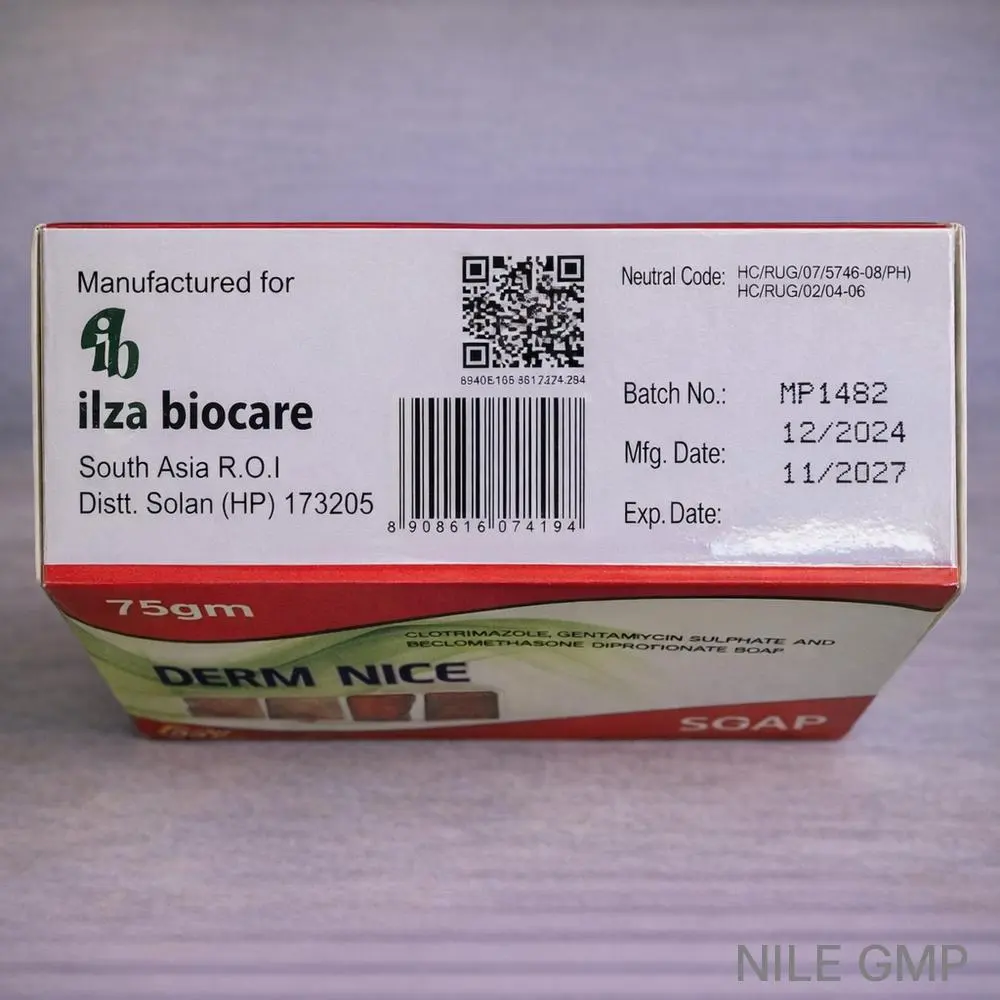 Manufactured for
ib
ilza biocare
South Asia R.O.I
Distt. Solan (HP) 173205
8 908616 074194
Neutral Code: HC/RUG/07/5746-08/PH)
HC/RUG/02/04-06
Batch No.: MP1482
12/2024
Mfg. Date:
11/2027
Exp. Date:
75gm
CLOTRIMAZOLE, GENTAMYCIN SULPHATE AND
BECLOMETHASONE DIPROTIONATE SOAP
DERM NICE
SOAP
NILE GMP